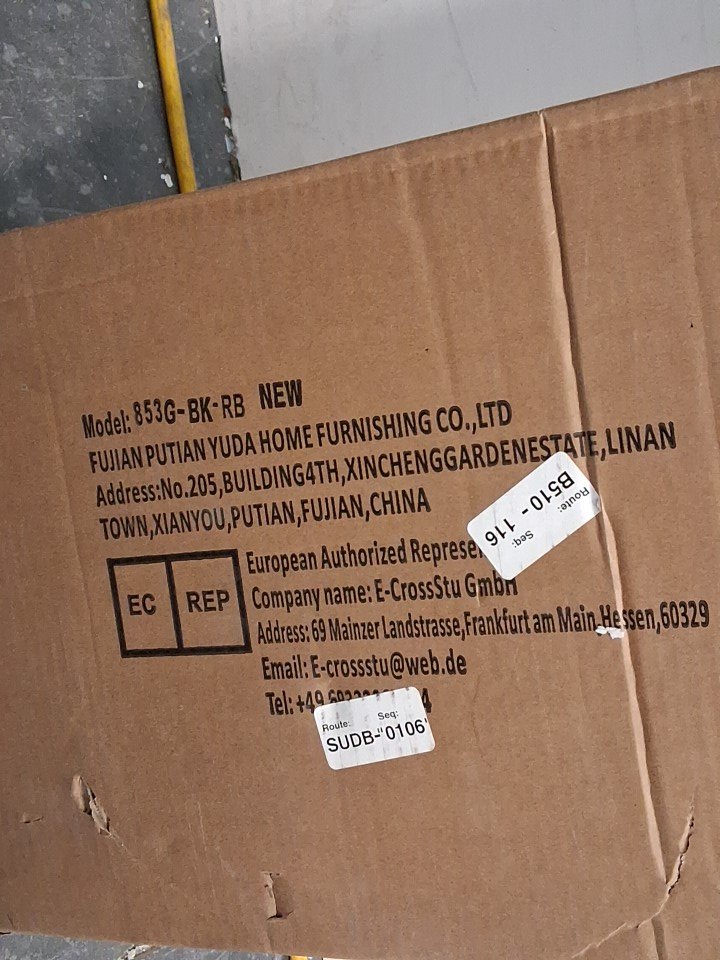 Model: 853G-BK-RB NEW
FUJIAN PUTIAN YUDA HOME FURNISHING CO.,LTD
Address:No.205,BUILDING4TH,XINCHENGGARDENESTATE,LINAN
TOWN,XIANYOU,PUTIAN,FUJIAN,CHINA
EC REP
European Authorized
Company name: E-CrossStu GmbH
Address: 69 Mainzer Landstrasse,Frankfurt am Main,Hessen,60329
Email: E-crossstu@web.de
Tel: +49
Route: Seq:
B510 - 116
Route: Seq:
SUDB-"0106"